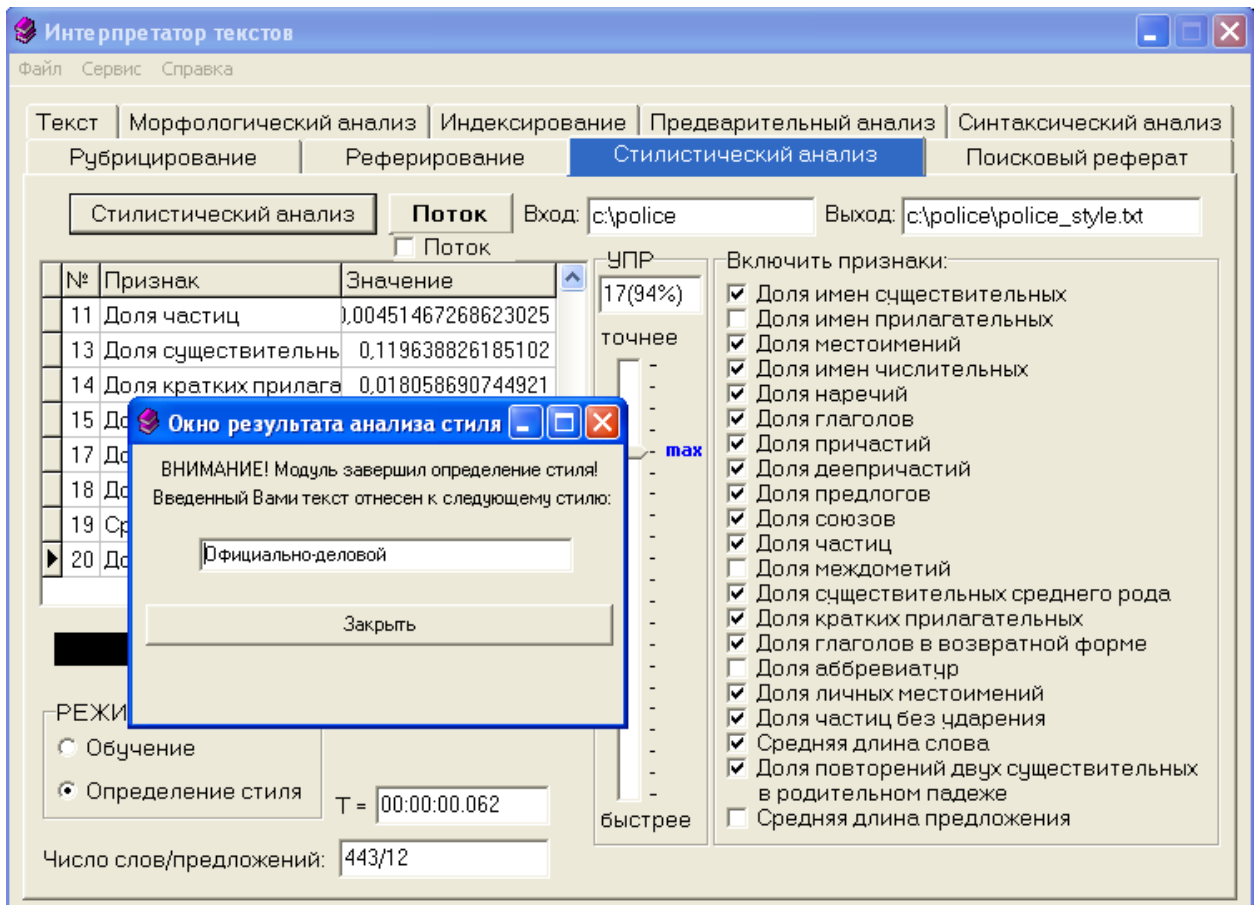 Интерпретатор текстов
Файл Сервис Справка
Текст Морфологический анализ Индексирование Предварительный анализ Синтаксический анализ
Рубрицирование Реферирование Стилистический анализ Поисковый реферат
Стилистический анализ Поток Вход: c:\police Выход: c:\police\police_style.txt
Поток
№ Признак Значение
11 Доля частиц 0,00451467268623025
13 Доля существительнь 0,119638826185102
14 Доля кратких прилага 0,018058690744921
15 До
17 До
18 До
19 Ср
20 До
Окно результата анализа стиля
ВНИМАНИЕ! Модуль завершил определение стиля!
Введенный Вами текст отнесен к следующему стилю:
Официально-деловой
Закрыть
РЕЖИ
Обучение
Определение стиля
T = 00:00:00.062
Число слов/предложений: 443/12
УПР
17(94%)
точнее
max
быстрее
Включить признаки:
Доля имен существительных
Доля имен прилагательных
Доля местоимений
Доля имен числительных
Доля наречий
Доля глаголов
Доля причастий
Доля деепричастий
Доля предлогов
Доля союзов
Доля частиц
Доля междометий
Доля существительных среднего рода
Доля кратких прилагательных
Доля глаголов в возвратной форме
Доля аббревиатур
Доля личных местоимений
Доля частиц без ударения
Средняя длина слова
Доля повторений двух существительных
в родительном падеже
Средняя длина предложения